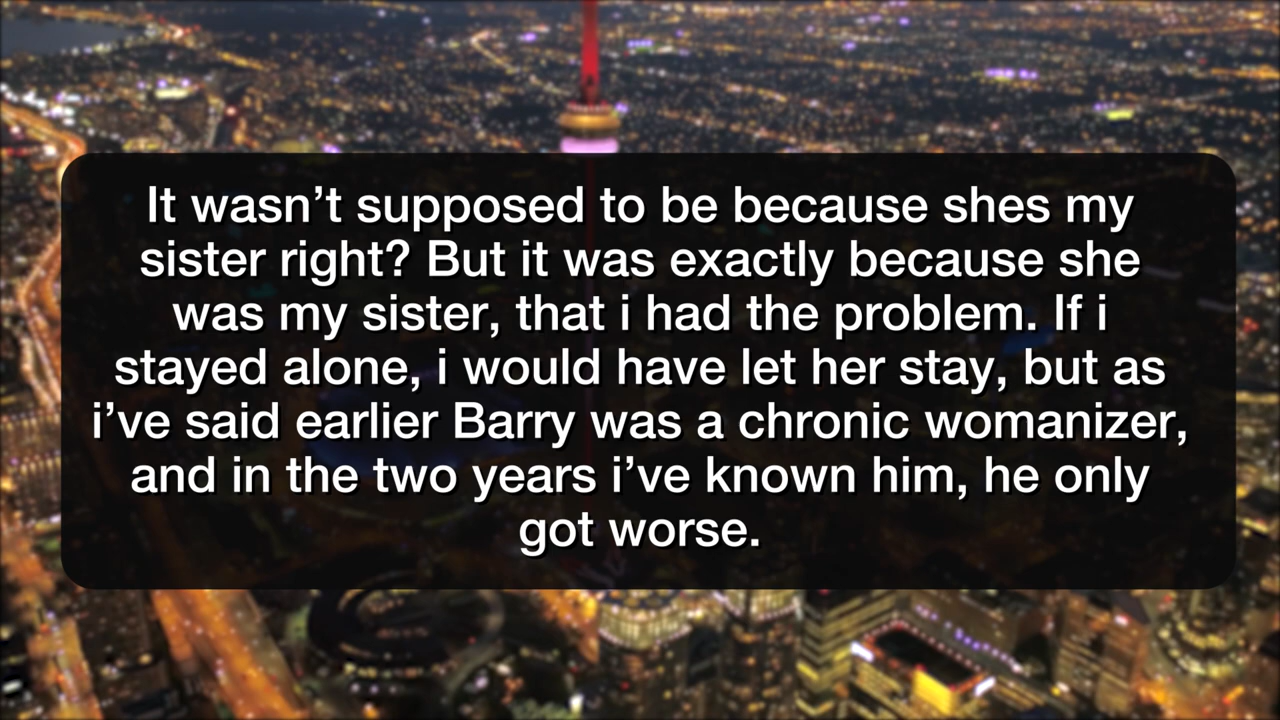 It wasn’t supposed to be because shes my
sister right? But it was exactly because she
was my sister, that i had the problem. If i
stayed alone, i would have let her stay, but as
i’ve said earlier Barry was a chronic womanizer,
and in the two years i’ve known him, he only
got worse.